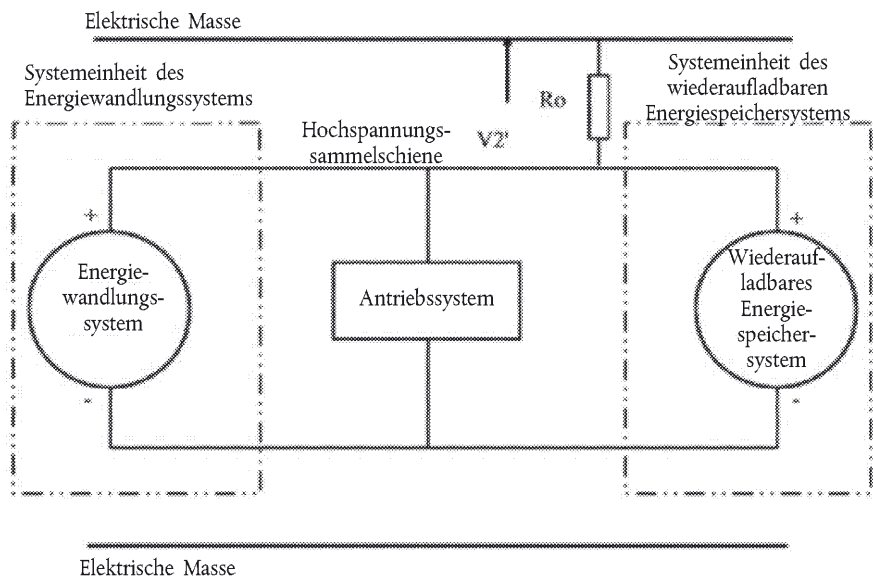 Elektrische Masse
Systemeinheit des
Energiewandlungssystems
Systemeinheit des
wiederaufladbaren
Energiespeichersystems
Hochspannungs-
sammelschiene
V2'
Ro
+
Energie-
wandlungs-
system
-
Antriebssystem
+
Wiederauf-
ladbares
Energie-
speicher-
system
-
Elektrische Masse